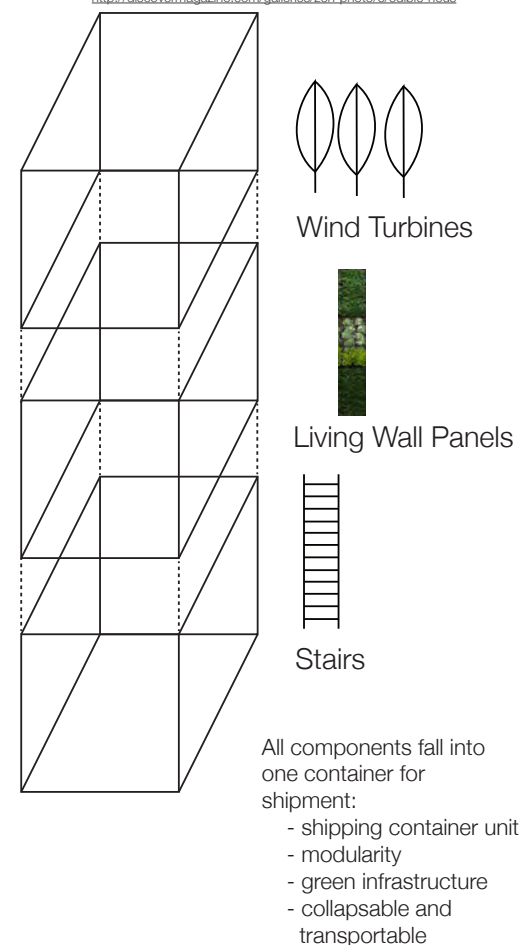 Wind Turbines
Living Wall Panels
Stairs
All components fall into
one container for
shipment:
- shipping container unit
- modularity
- green infrastructure
- collapsable and
transportable